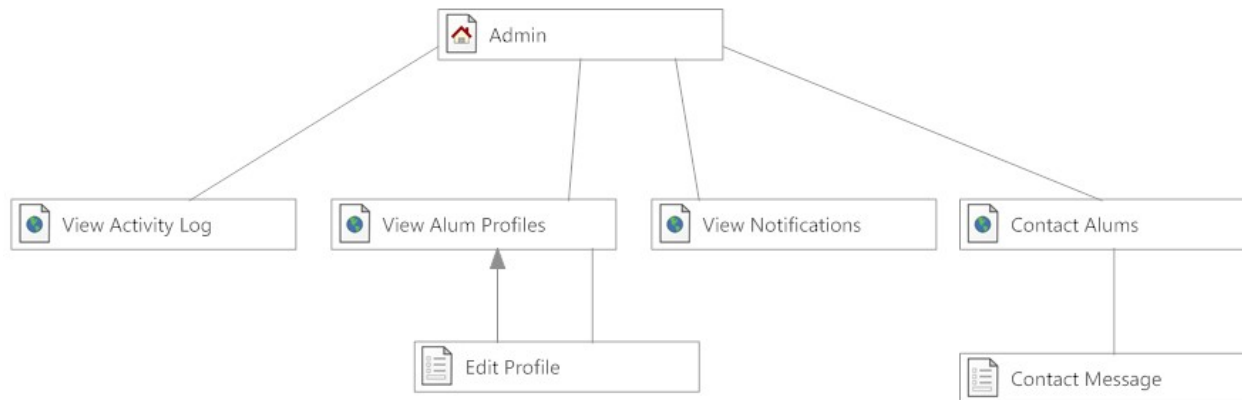 Admin
View Activity Log
View Alum Profiles
View Notifications
Contact Alums
Edit Profile
Contact Message